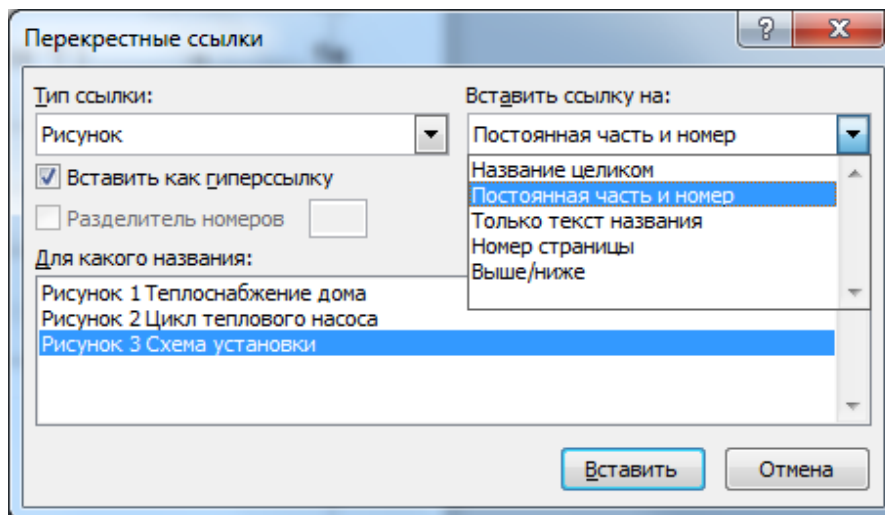 Перекрестные ссылки
Тип ссылки:
Вставить ссылку на:
Рисунок
Постоянная часть и номер
Вставить как гиперссылку
Название целиком
Постоянная часть и номер
Разделитель номеров
Только текст названия
Номер страницы
Для какого названия:
Выше/ниже
Рисунок 1 Теплоснабжение дома
Рисунок 2 Цикл теплового насоса
Рисунок 3 Схема установки
Вставить
Отмена